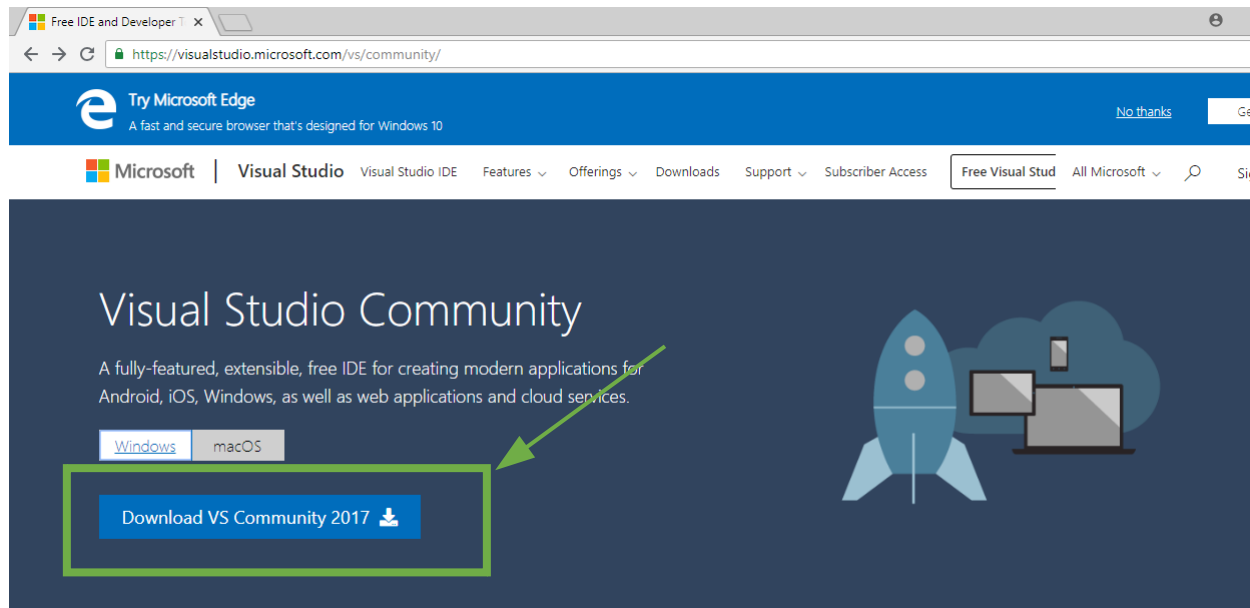 Free IDE and Developer T
https://visualstudio.microsoft.com/vs/community/
Try Microsoft Edge
A fast and secure browser that's designed for Windows 10
No thanks
Ge
Microsoft | Visual Studio Visual Studio IDE Features Offerings Downloads Support Subscriber Access Free Visual Stud All Microsoft Si
Visual Studio Community
A fully-featured, extensible, free IDE for creating modern applications for
Android, iOS, Windows, as well as web applications and cloud services.
Windows macOS
Download VS Community 2017